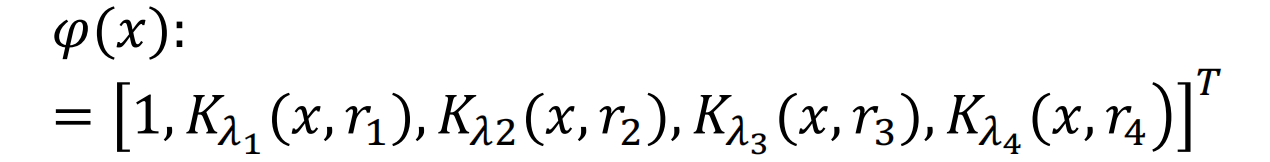 φ(x):
= [1, K_{λ_1}(x, r_1), K_{λ2}(x, r_2), K_{λ_3}(x, r_3), K_{λ_4}(x, r_4)]^T